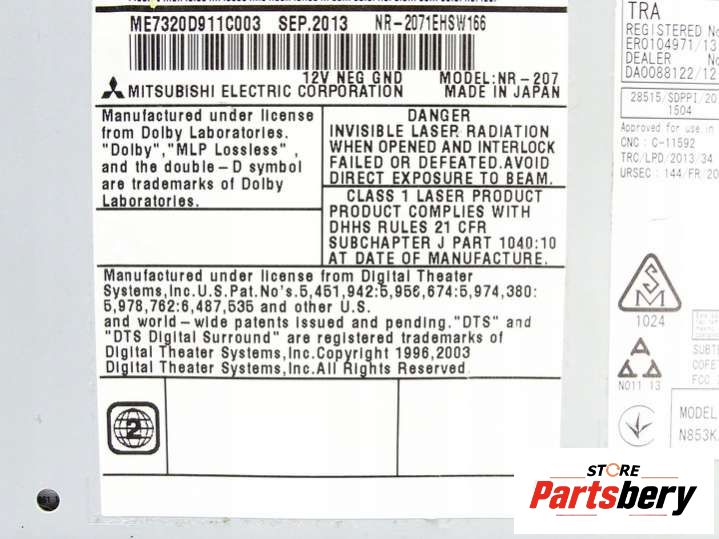 ME7320D911C003 SEP.2013 NR-2071EHSW166
12V NEG GND MODEL:NR-207
MITSUBISHI ELECTRIC CORPORATION MADE IN JAPAN
Manufactured under license
from Dolby Laboratories.
"Dolby","MLP Lossless" ,
and the double-D symbol
are trademarks of Dolby
Laboratories.
DANGER
INVISIBLE LASER RADIATION
WHEN OPENED AND INTERLOCK
FAILED OR DEFEATED.AVOID
DIRECT EXPOSURE TO BEAM.
CLASS 1 LASER PRODUCT
PRODUCT COMPLIES WITH
DHHS RULES 21 CFR
SUBCHAPTER J PART 1040:10
AT DATE OF MANUFACTURE.
Manufactured under license from Digital Theater
Systems,Inc.U.S.Pat.No's.5,451,942:5,956,674:5,974,380:
5,978,762:6,487,535 and other U.S.
and world-wide patents issued and pending."DTS" and
"DTS Digital Surround" are registered trademarks of
Digital Theater Systems,Inc.Copyright 1996,2003
Digital Theater Systems,Inc.All Rights Reserved
2
TRA
REGISTERED No
ER0104971/13
DEALER No
DA0088122/12
28515/SDPPI/20
1504
Approved for use in
CNC: C-11592
TRC/LPD/2013/34
URSEC: 144/FR/20
1024
N011 13
SUBT
COFET
FCC
MODEL
N853K
STORE
Partsbery